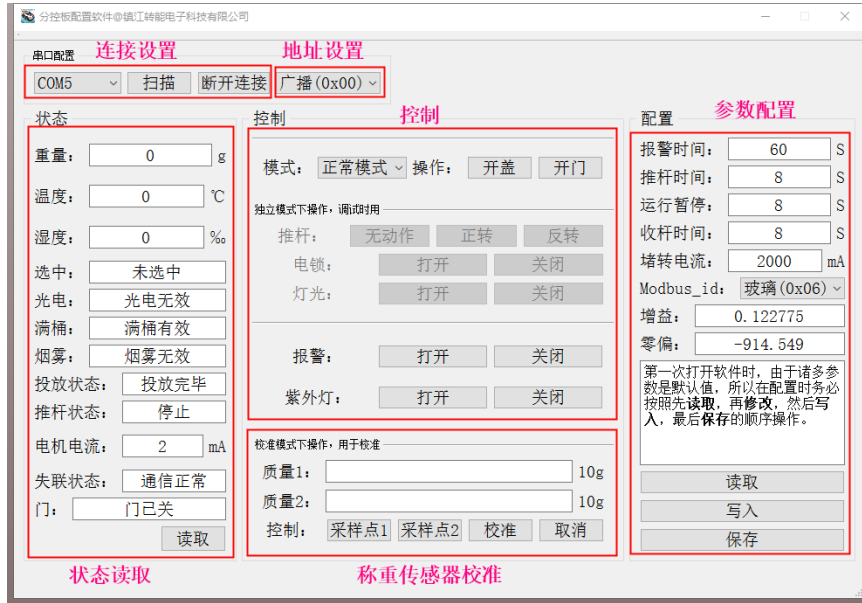 分控板配置软件@镇江转能电子科技有限公司
串口配置 连接设置 地址设置
COM5 扫描 断开连接 广播(0x00)
状态
重量： 0 g
温度： 0 ℃
湿度： 0 ‰
选中： 未选中
光电： 光电无效
满桶： 满桶有效
烟雾： 烟雾无效
投放状态： 投放完毕
推杆状态： 停止
电机电流： 2 mA
失联状态： 通信正常
门： 门已关
读取
状态读取
控制 控制
模式： 正常模式 操作： 开盖 开门
独立模式下操作，调试时用
推杆： 无动作 正转 反转
电锁： 打开 关闭
灯光： 打开 关闭
报警： 打开 关闭
紫外灯： 打开 关闭
校准模式下操作，用于校准
质量1： 10g
质量2： 10g
控制： 采样点1 采样点2 校准 取消
称重传感器校准
配置 参数配置
报警时间： 60 S
推杆时间： 8 S
运行暂停： 8 S
收杆时间： 8 S
堵转电流： 2000 mA
Modbus_id： 玻璃(0x06)
增益： 0.122775
零偏： -914.549
第一次打开软件时，由于诸多参
数是默认值，所以在配置时务必
按照先读取，再修改，然后写
入，最后保存的顺序操作。
读取
写入
保存